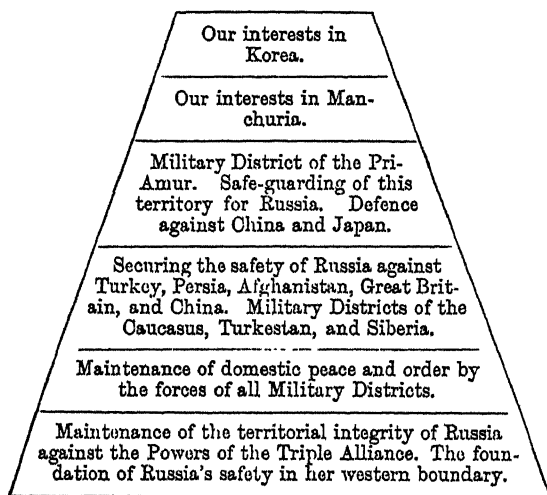 Our interests in
Korea.
Our interests in Man-
churia.
Military District of the Pri-
Amur. Safe-guarding of this
territory for Russia. Defence
against China and Japan.
Securing the safety of Russia against
Turkey, Persia, Afghanistan, Great Brit-
ain, and China. Military Districts of the
Caucasus, Turkestan, and Siberia.
Maintenance of domestic peace and order by
the forces of all Military Districts.
Maintenance of the territorial integrity of Russia
against the Powers of the Triple Alliance. The foun-
dation of Russia's safety in her western boundary.